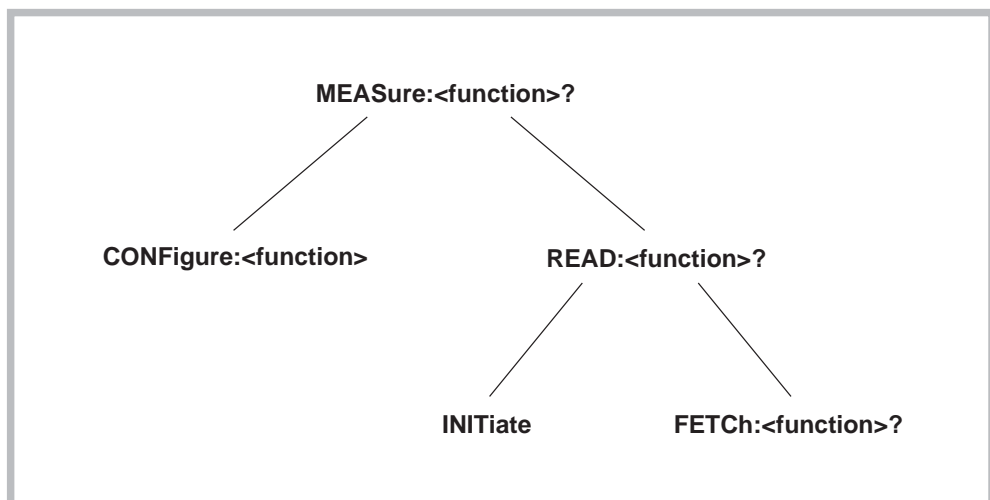 MEASure:<function>?
CONFigure:<function>
READ:<function>?
INITiate
FETCh:<function>?